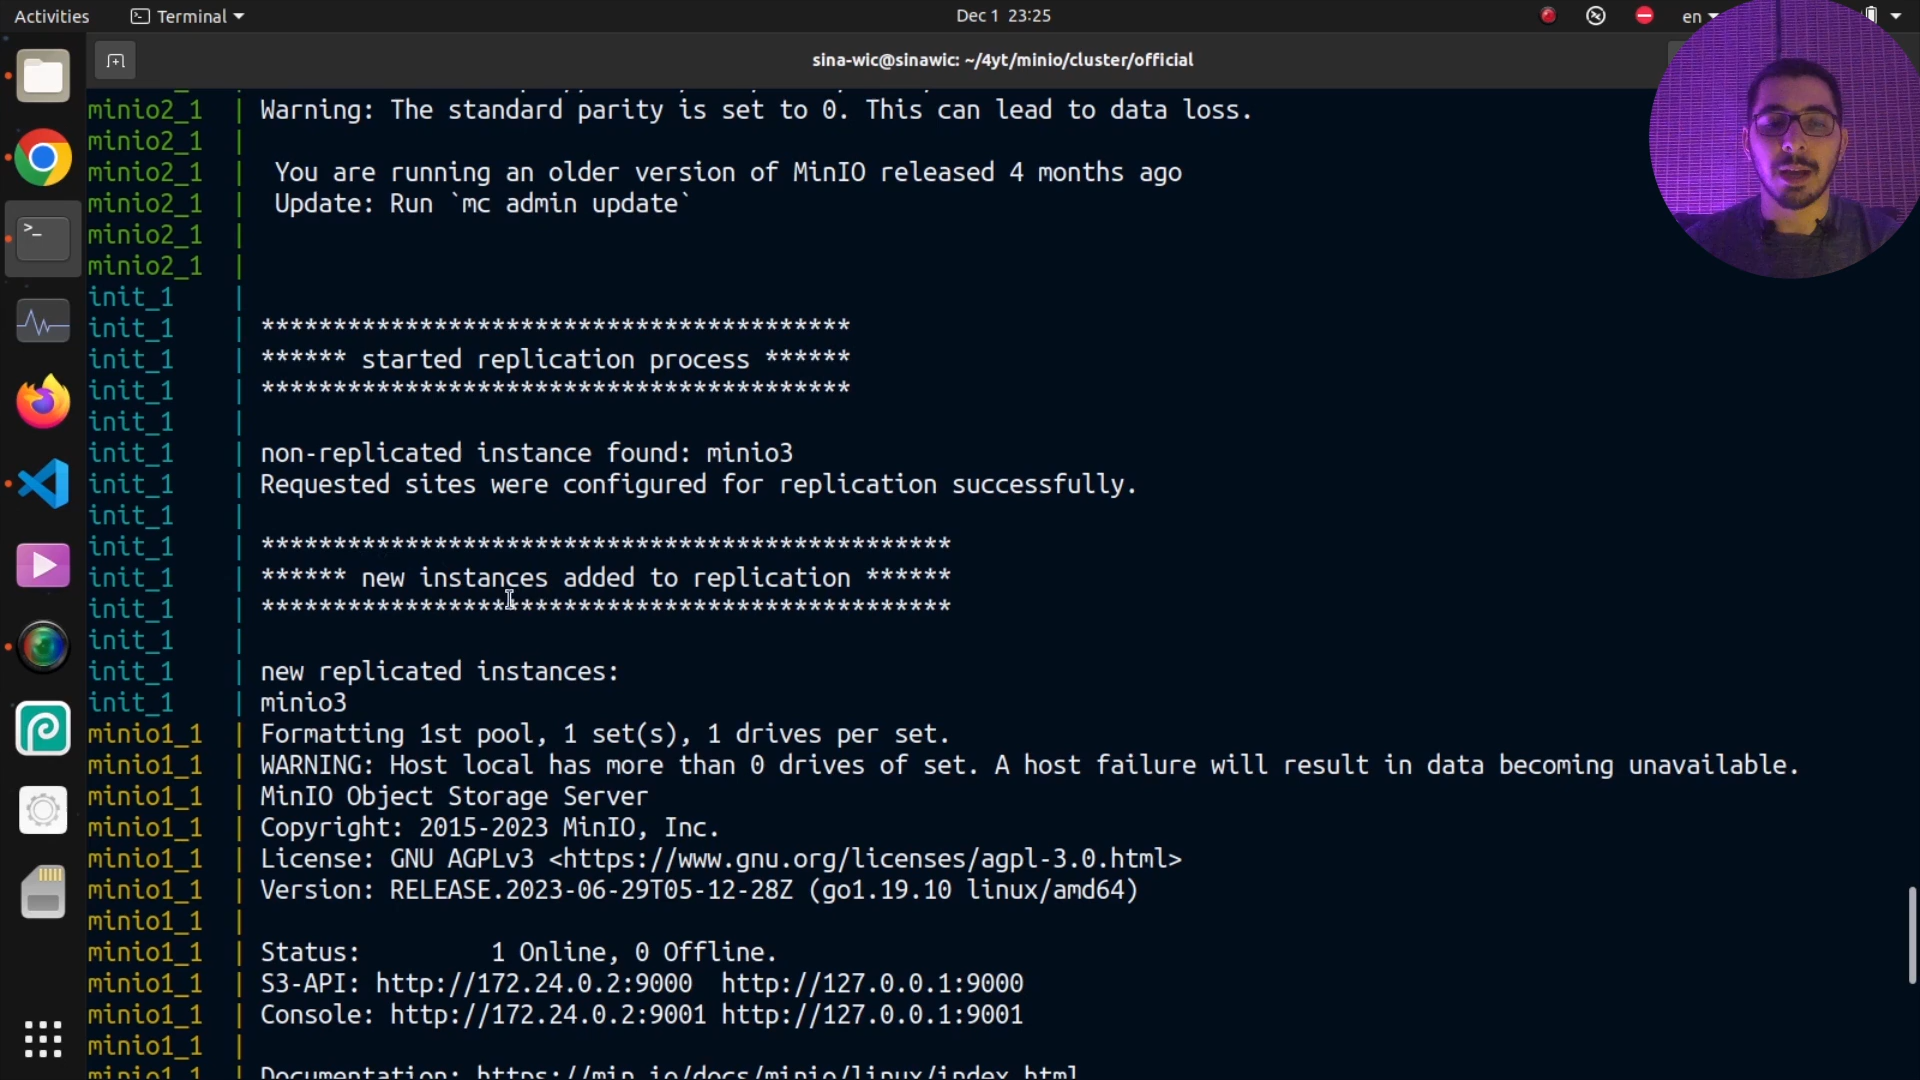 Activities
Terminal
Dec 1 23:25
en
sina-wic@sinawic: ~/4yt/minio/cluster/official
minio2_1 | Warning: The standard parity is set to 0. This can lead to data loss.
minio2_1 |
minio2_1 | You are running an older version of MinIO released 4 months ago
minio2_1 | Update: Run `mc admin update`
minio2_1 |
minio2_1 |
init_1 |
init_1 | *****************************************
init_1 | ****** started replication process ******
init_1 | *****************************************
init_1 |
init_1 | non-replicated instance found: minio3
init_1 | Requested sites were configured for replication successfully.
init_1 |
init_1 | ************************************************
init_1 | ****** new instances added to replication ******
init_1 | ************************************************
init_1 |
init_1 | new replicated instances:
init_1 | minio3
minio1_1 | Formatting 1st pool, 1 set(s), 1 drives per set.
minio1_1 | WARNING: Host local has more than 0 drives of set. A host failure will result in data becoming unavailable.
minio1_1 | MinIO Object Storage Server
minio1_1 | Copyright: 2015-2023 MinIO, Inc.
minio1_1 | License: GNU AGPLv3 <https://www.gnu.org/licenses/agpl-3.0.html>
minio1_1 | Version: RELEASE.2023-06-29T05-12-28Z (go1.19.10 linux/amd64)
minio1_1 |
minio1_1 | Status: 1 Online, 0 Offline.
minio1_1 | S3-API: http://172.24.0.2:9000 http://127.0.0.1:9000
minio1_1 | Console: http://172.24.0.2:9001 http://127.0.0.1:9001
minio1_1 |
minio1_1 | Documentation: https://min.io/docs/minio/linux/index.html